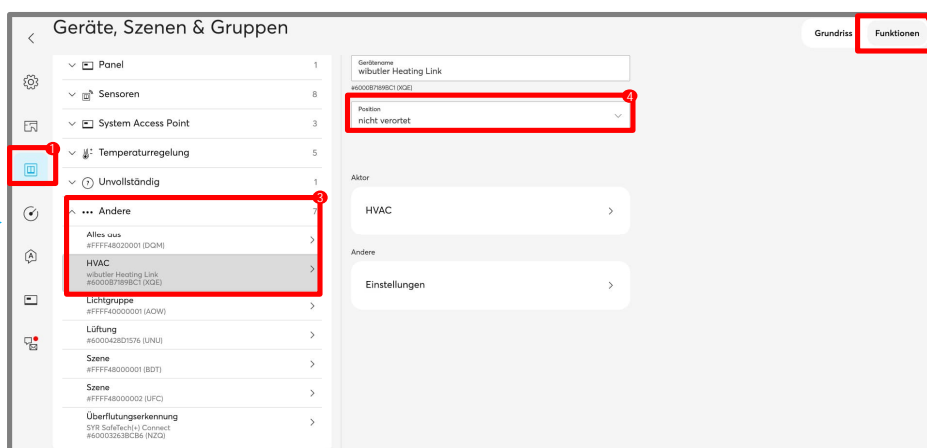 Geräte, Szenen & Gruppen
Grundriss
Funktionen
Panel 1
Sensoren 8
System Access Point 3
Temperaturregelung 5
Unvollständig 1
Andere 7
Alles aus
#FFFF48020001 (DQM)
HVAC
wibutler Heating Link
#6000B7189BC1 (XQE)
Lichtgruppe
#FFFF40000001 (AOW)
Lüftung
#6000428D1576 (UNU)
Szene
#FFFF48000001 (BDT)
Szene
#FFFF48000002 (UFC)
Überflutungserkennung
SYR SafeTech(+) Connect
#60003263BCB6 (NZQ)
Gerätename
wibutler Heating Link
#6000B7189BC1 (XQE)
Position
nicht verortet
Aktor
HVAC
Andere
Einstellungen
1
3
4